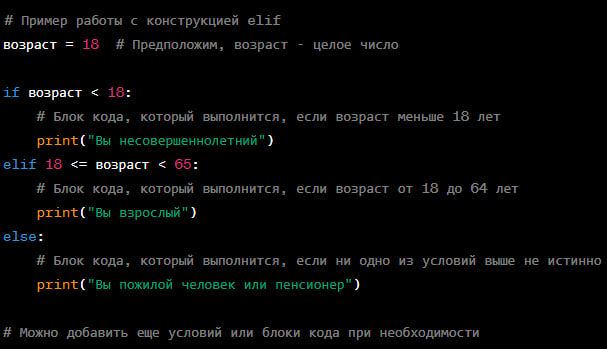 # Пример работы с конструкцией elif
возраст = 18  # Предположим, возраст - целое число

if возраст < 18:
    # Блок кода, который выполнится, если возраст меньше 18 лет
    print("Вы несовершеннолетний")
elif 18 <= возраст < 65:
    # Блок кода, который выполнится, если возраст от 18 до 64 лет
    print("Вы взрослый")
else:
    # Блок кода, который выполнится, если ни одно из условий выше не истинно
    print("Вы пожилой человек или пенсионер")

# Можно добавить еще условий или блоки кода при необходимости